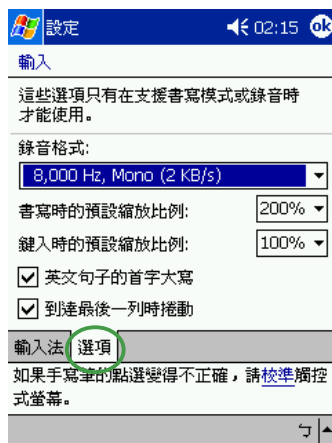 設定 02:15 ok
輸入
這些選項只有在支援書寫模式或錄音時
才能使用。
錄音格式:
8,000 Hz, Mono (2 KB/s)
書寫時的預設縮放比例: 200%
鍵入時的預設縮放比例: 100%
英文句子的首字大寫
到達最後一列時捲動
輸入法 選項
如果手寫筆的點選變得不正確，請校準觸控
式螢幕。
ㄅ